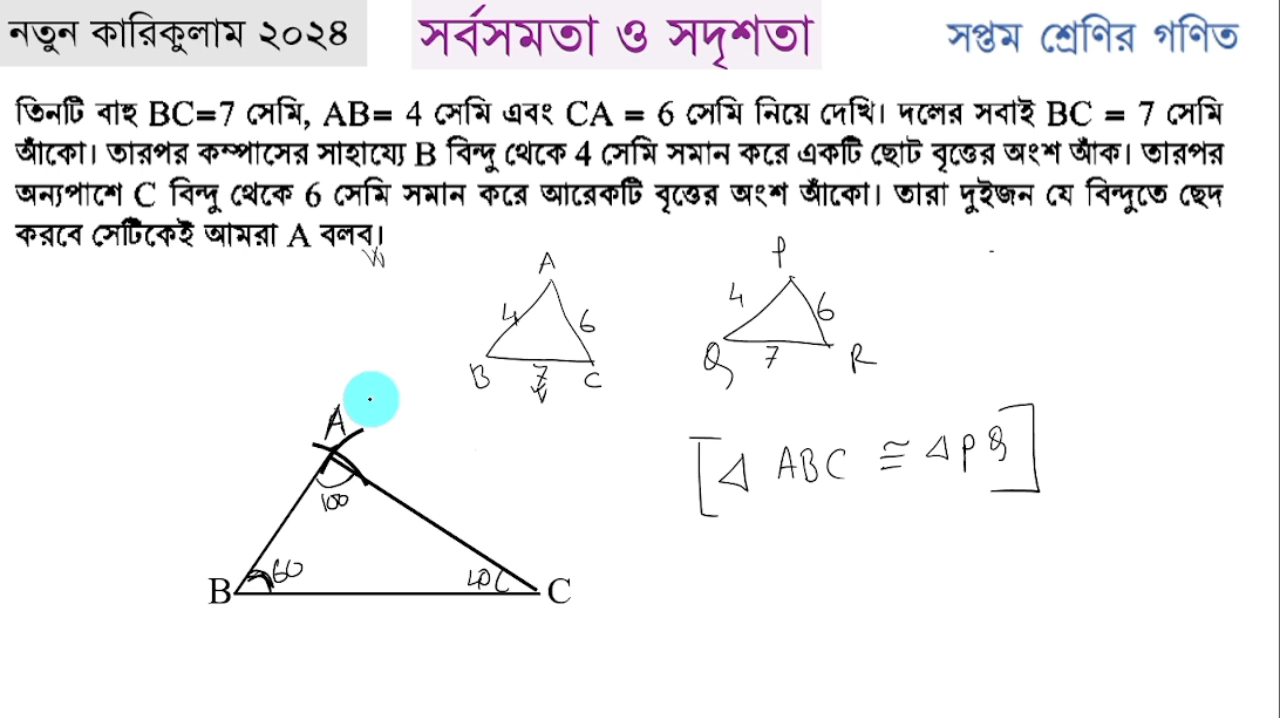 নতুন কারিকুলাম ২০২৪
সর্বসমতা ও সদৃশতা
সপ্তম শ্রেণির গণিত
তিনটি বাহু BC=7 সেমি, AB= 4 সেমি এবং CA = 6 সেমি নিয়ে দেখি। দলের সবাই BC = 7 সেমি
আঁকো। তারপর কম্পাসের সাহায্যে B বিন্দু থেকে 4 সেমি সমান করে একটি ছোট বৃত্তের অংশ আঁক। তারপর
অন্যপাশে C বিন্দু থেকে 6 সেমি সমান করে আরেকটি বৃত্তের অংশ আঁকো। তারা দুইজন যে বিন্দুতে ছেদ
করবে সেটিকেই আমরা A বলব।
A
4
6
B
7
C
P
4
6
Q
7
R
A
100
B
60
40
C
[Δ ABC ≅ Δ PQ]